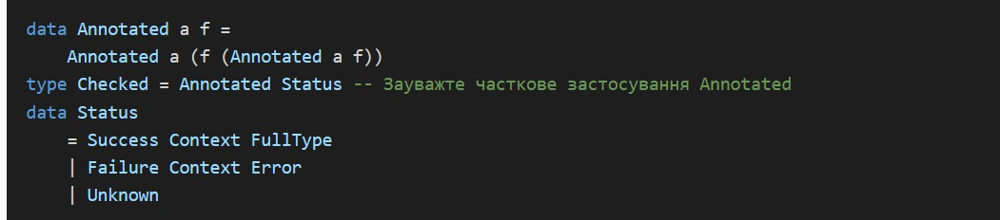 data Annotated a f =
    Annotated a (f (Annotated a f))
type Checked = Annotated Status -- Зауважте часткове застосування Annotated
data Status
    = Success Context FullType
    | Failure Context Error
    | Unknown